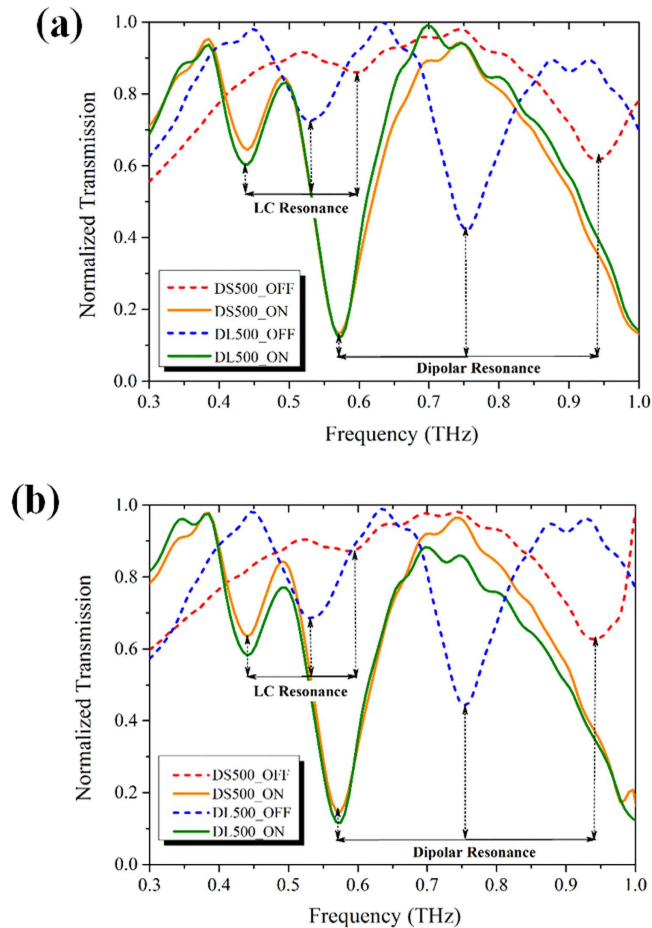 (a)
1.0
0.8
0.6
0.4
0.2
0.0
Normalized Transmission
LC Resonance
DS500_OFF
DS500_ON
DL500_OFF
DL500_ON
Dipolar Resonance
0.3 0.4 0.5 0.6 0.7 0.8 0.9 1.0
Frequency (THz)
(b)
1.0
0.8
0.6
0.4
0.2
0.0
Normalized Transmission
LC Resonance
DS500_OFF
DS500_ON
DL500_OFF
DL500_ON
Dipolar Resonance
0.3 0.4 0.5 0.6 0.7 0.8 0.9 1.0
Frequency (THz)